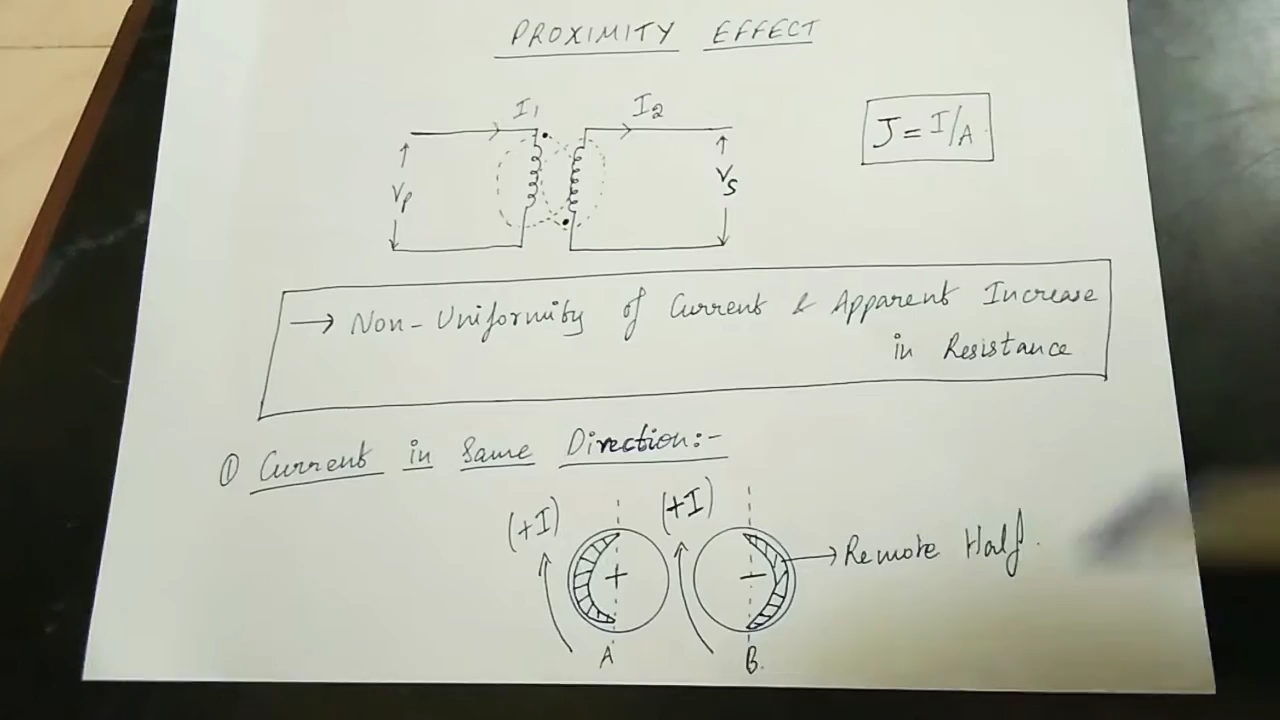 PROXIMITY EFFECT
I1 I2
J = I/A
Vp Vs
→ Non-Uniformity of Current & Apparent Increase
in Resistance
① Current in Same Direction:-
(+I) (+I)
→ Remote Half.
A B.